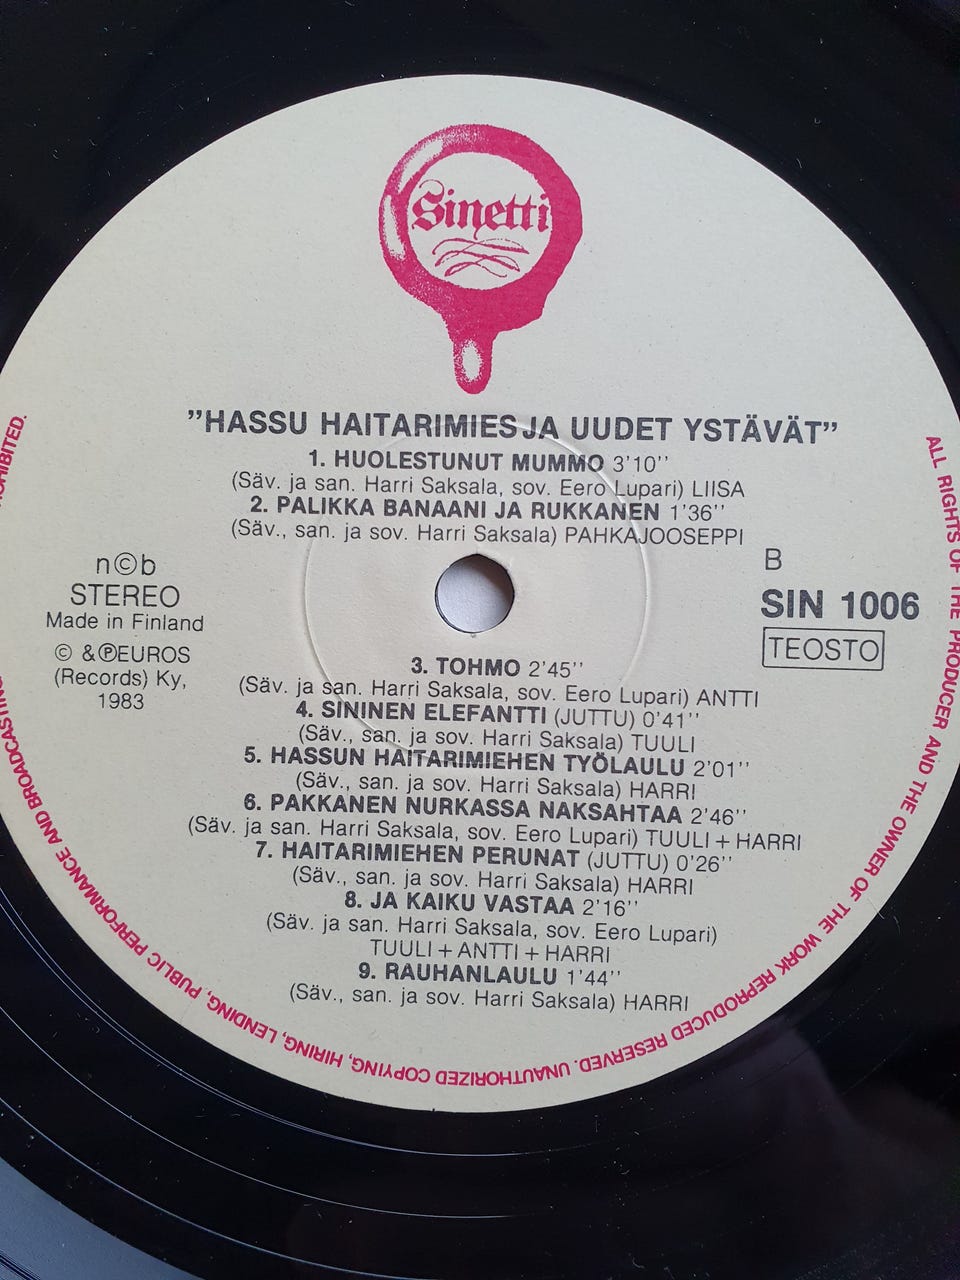 Sinetti
”HASSU HAITARIMIES JA UUDET YSTÄVÄT”
1. HUOLESTUNUT MUMMO 3’10’’
(Säv. ja san. Harri Saksala, sov. Eero Lupari) LIISA
2. PALIKKA BANAANI JA RUKKANEN 1’36’’
(Säv., san. ja sov. Harri Saksala) PAHKAJOOSEPPI
n©b
STEREO
Made in Finland
© & ℗ EUROS
(Records) Ky,
1983
B
SIN 1006
TEOSTO
3. TOHMO 2’45’’
(Säv. ja san. Harri Saksala, sov. Eero Lupari) ANTTI
4. SININEN ELEFANTTI (JUTTU) 0’41’’
(Säv., san. ja sov. Harri Saksala) TUULI
5. HASSUN HAITARIMIEHEN TYÖLAULU 2’01’’
(Säv., san. ja sov. Harri Saksala) HARRI
6. PAKKANEN NURKASSA NAKSAHTAA 2’46’’
(Säv. ja san. Harri Saksala, sov. Eero Lupari) TUULI + HARRI
7. HAITARIMIEHEN PERUNAT (JUTTU) 0’26’’
(Säv., san. ja sov. Harri Saksala) HARRI
8. JA KAIKU VASTAA 2’16’’
(Säv. ja san. Harri Saksala, sov. Eero Lupari)
TUULI + ANTTI + HARRI
9. RAUHANLAULU 1’44’’
(Säv., san. ja sov. Harri Saksala) HARRI
ALL RIGHTS OF THE PRODUCER AND THE OWNER OF THE WORK REPRODUCED RESERVED. UNAUTHORIZED COPYING, HIRING, LENDING, PUBLIC PERFORMANCE AND BROADCASTING